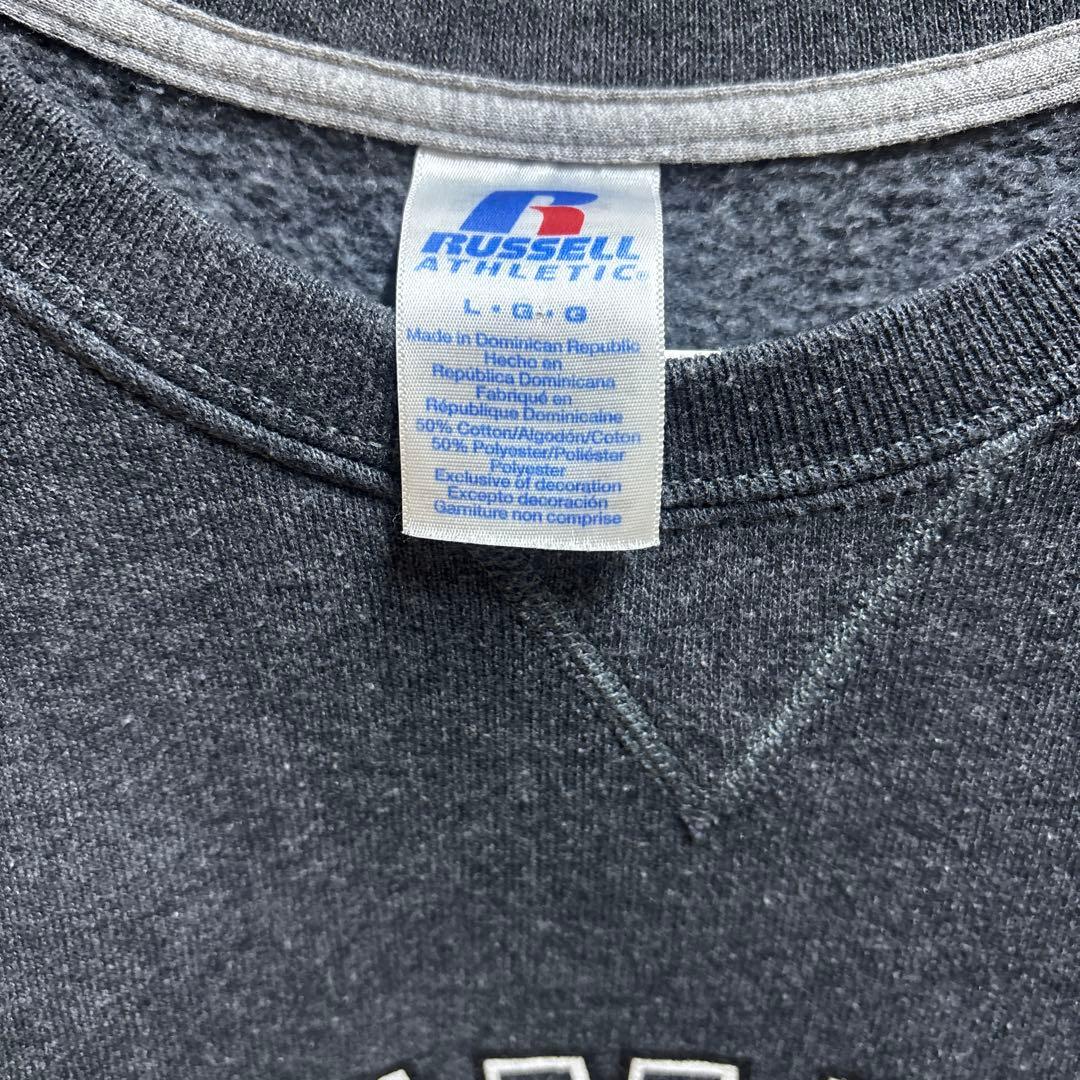 RUSSELL
ATHLETIC®
L • G • G
Made in Dominican Republic
Hecho en
República Dominicana
Fabriqué en
République Dominicaine
50% Cotton/Algodón/Coton
50% Polyester/Poliéster
Polyester
Exclusive of decoration
Excepto decoración
Garniture non comprise